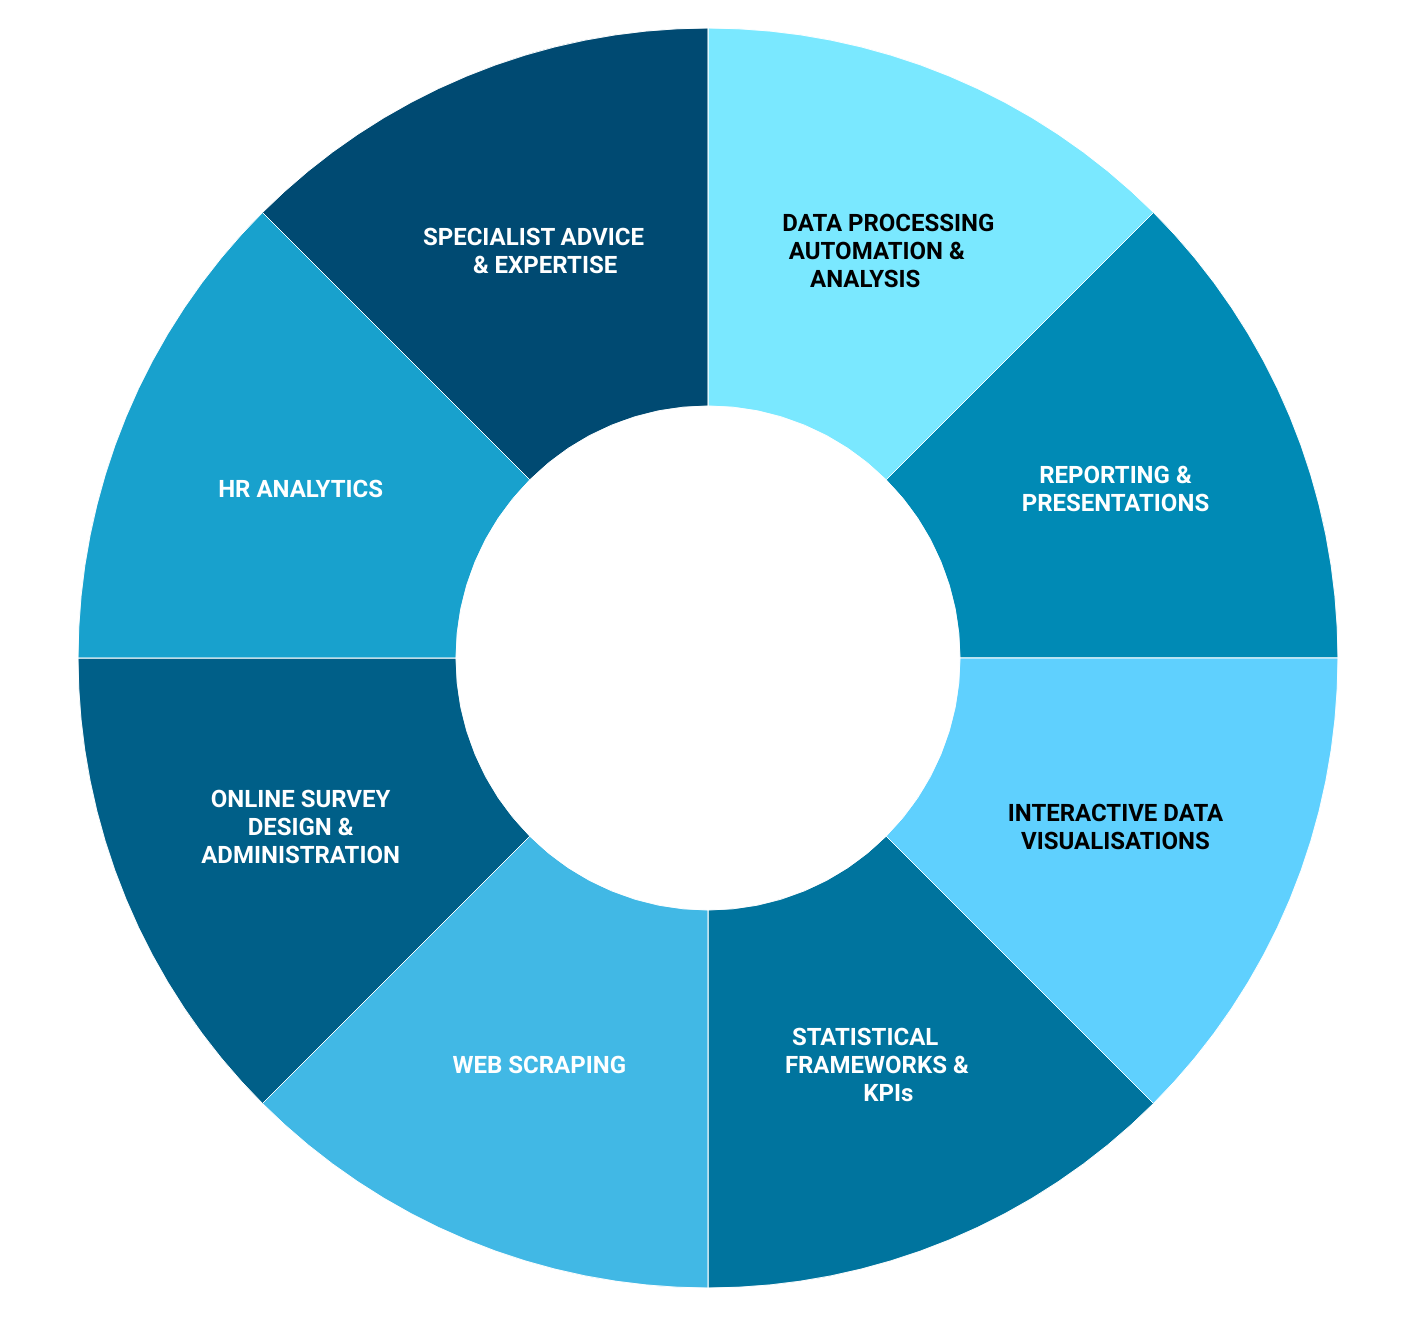 SPECIALIST ADVICE
& EXPERTISE
DATA PROCESSING
AUTOMATION &
ANALYSIS
REPORTING &
PRESENTATIONS
INTERACTIVE DATA
VISUALISATIONS
STATISTICAL
FRAMEWORKS &
KPIs
WEB SCRAPING
ONLINE SURVEY
DESIGN &
ADMINISTRATION
HR ANALYTICS